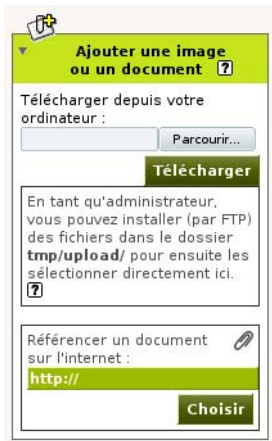 Ajouter une image
ou un document ?
Télécharger depuis votre
ordinateur :
Parcourir...
Télécharger
En tant qu'administrateur,
vous pouvez installer (par FTP)
des fichiers dans le dossier
tmp/upload/ pour ensuite les
sélectionner directement ici.
?
Référencer un document
sur l'internet :
http://
Choisir